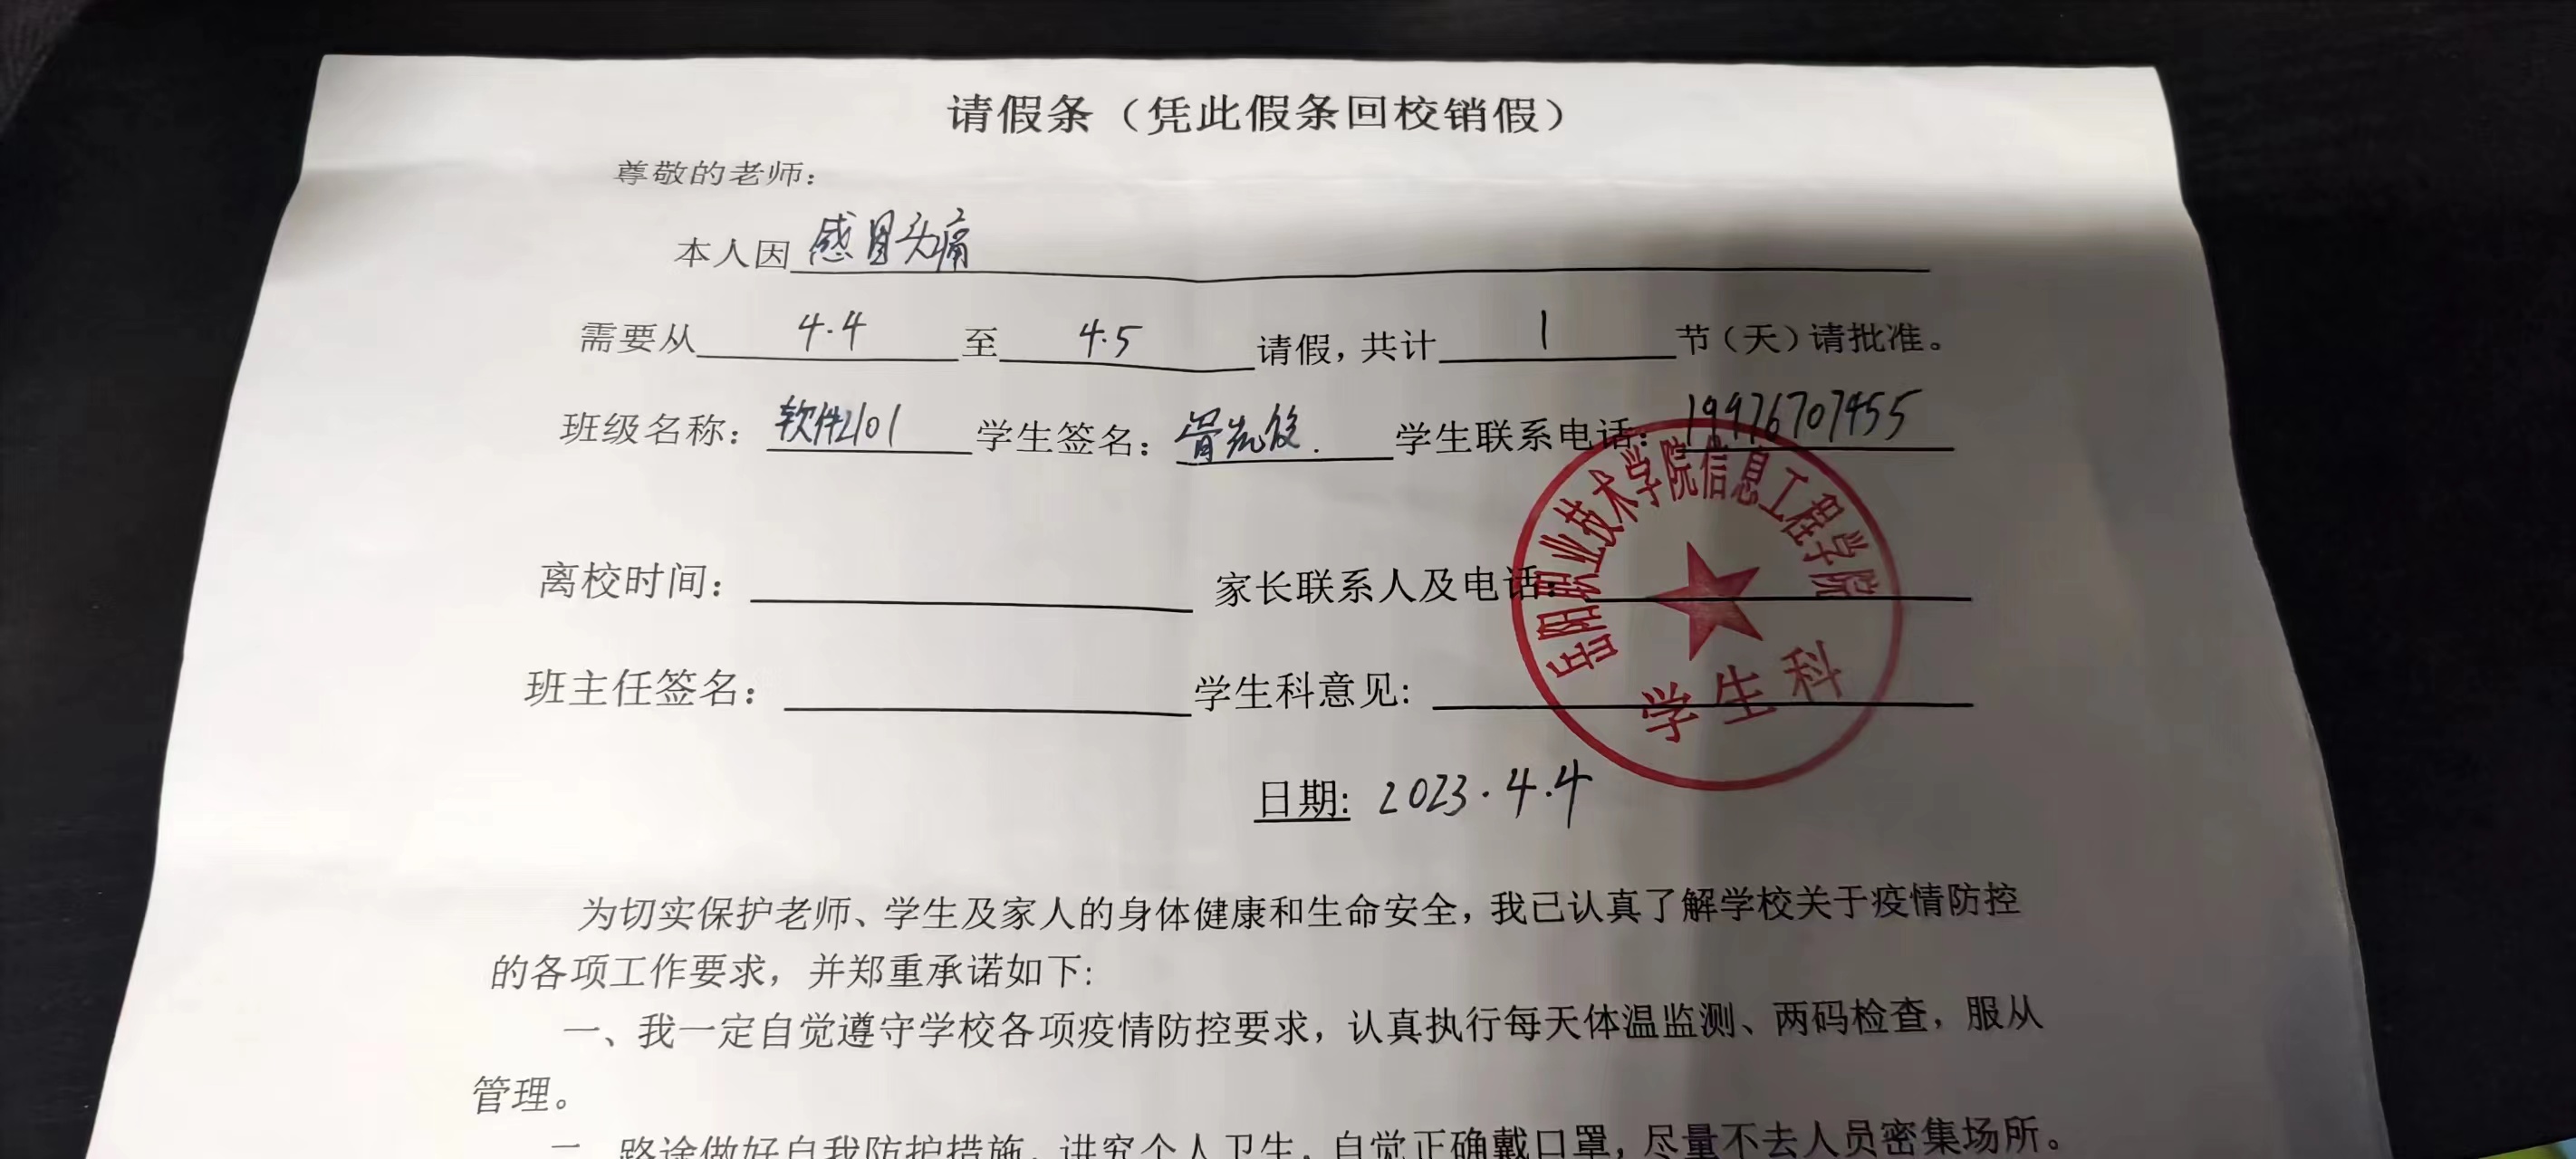 请假条（凭此假条回校销假）
尊敬的老师：
本人因 感冒头痛
需要从 4.4 至 4.5 请假，共计 1 节（天）请批准。
班级名称： 软件2101 学生签名： 学生联系电话： 19976707455
离校时间： 家长联系人及电话：
岳阳职业技术学院信息工程学院
学生科
班主任签名： 学生科意见：
日期： 2023.4.4
为切实保护老师、学生及家人的身体健康和生命安全，我已认真了解学校关于疫情防控
的各项工作要求，并郑重承诺如下：
一、我一定自觉遵守学校各项疫情防控要求，认真执行每天体温监测、两码检查，服从
管理。
二、路途做好自我防护措施，讲究个人卫生，自觉正确戴口罩，尽量不去人员密集场所。